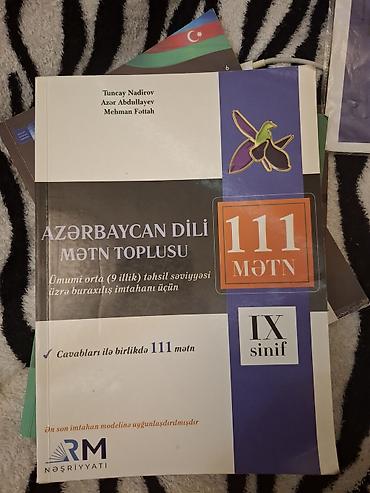 Tuncay Nadirov
Azər Abdullayev
Mehman Fəttah
AZƏRBAYCAN DİLİ
MƏTN TOPLUSU
111
MƏTN
Ümumi orta (9 illik) təhsil səviyyəsi
üzrə buraxılış imtahanı üçün
IX
sinif
✓ Cavabları ilə birlikdə 111 mətn
Ən son imtahan modelinə uyğunlaşdırılmışdır
RM
NƏŞRİYYATI